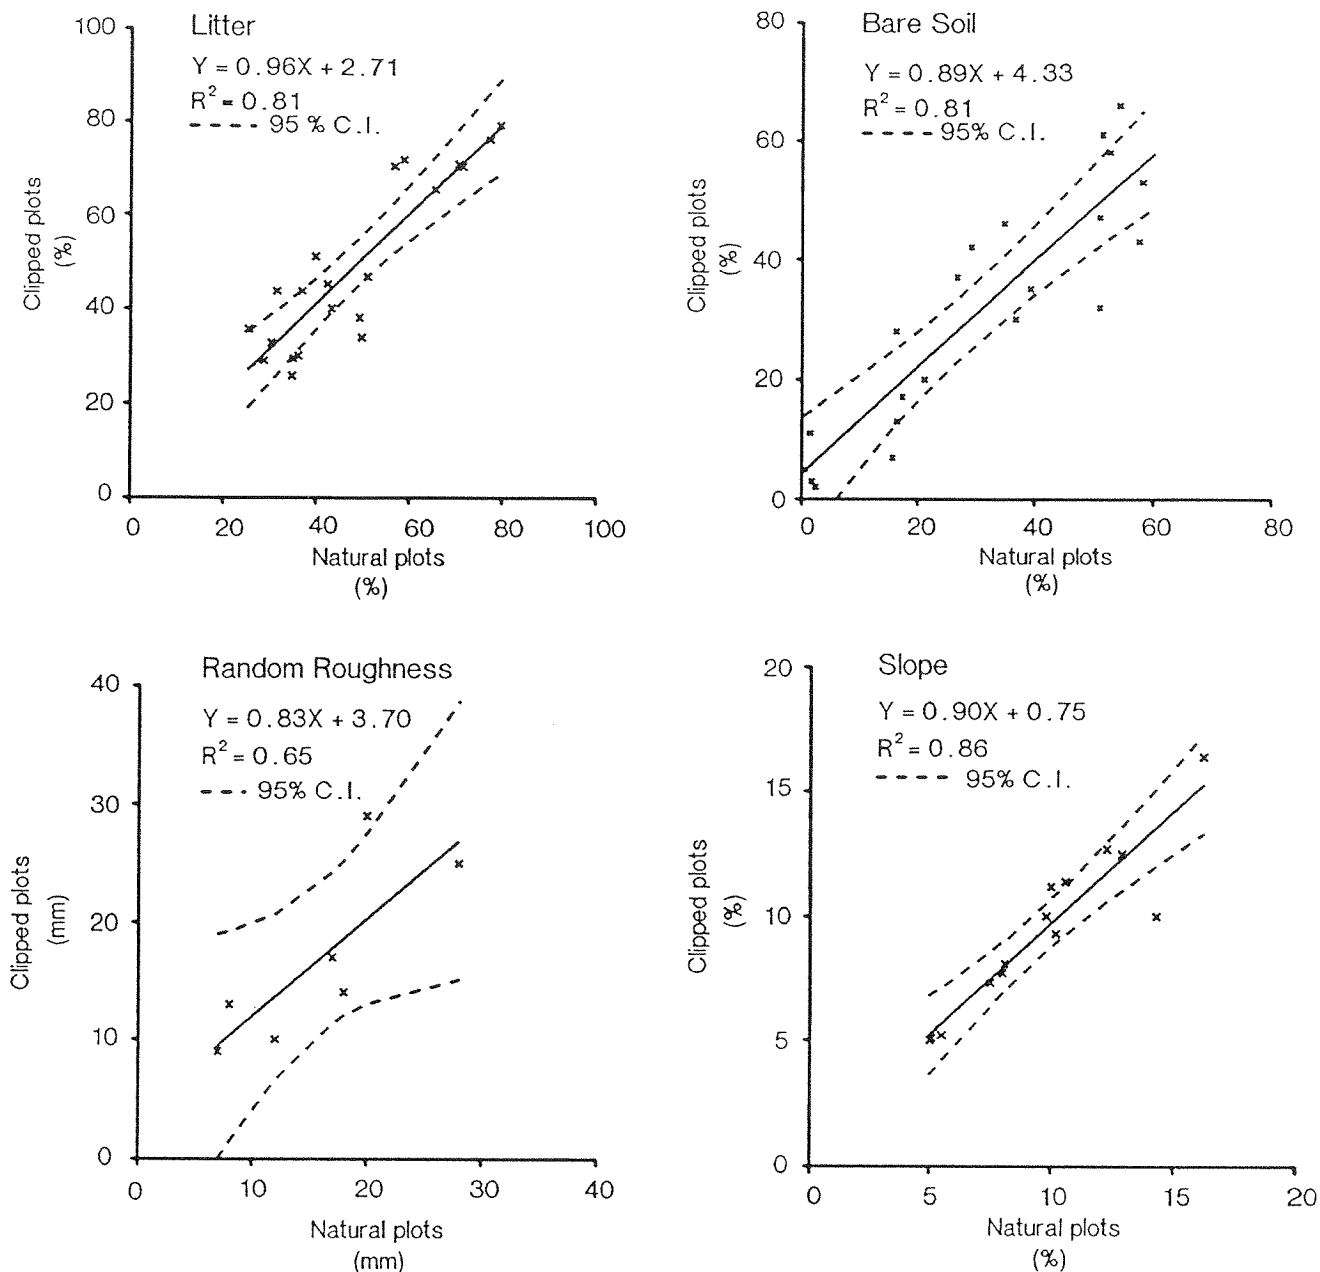 Litter
Y = 0.96X + 2.71
R² = 0.81
95 % C.I.
100
80
60
40
20
0
Clipped plots
(%)
0 20 40 60 80 100
Natural plots
(%)
Bare Soil
Y = 0.89X + 4.33
R² = 0.81
95% C.I.
80
60
40
20
0
Clipped plots
(%)
0 20 40 60 80
Natural plots
(%)
Random Roughness
Y = 0.83X + 3.70
R² = 0.65
95% C.I.
40
30
20
10
0
Clipped plots
(mm)
0 10 20 30 40
Natural plots
(mm)
Slope
Y = 0.90X + 0.75
R² = 0.86
95% C.I.
20
15
10
5
0
Clipped plots
(%)
0 5 10 15 20
Natural plots
(%)